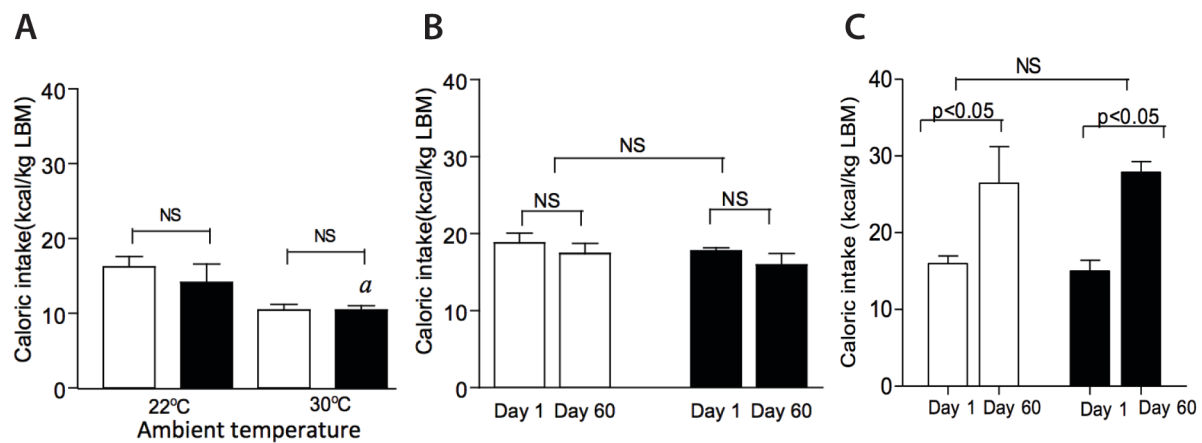 A
Caloric intake(kcal/kg LBM)
40
30
20
10
0
NS
NS
a
22ºC
30ºC
Ambient temperature
B
Caloric intake(kcal/kg LBM)
40
30
20
10
0
NS
NS
NS
Day 1
Day 60
Day 1
Day 60
C
Caloric intake (kcal/kg LBM)
40
30
20
10
0
NS
p<0.05
p<0.05
Day 1
Day 60
Day 1
Day 60